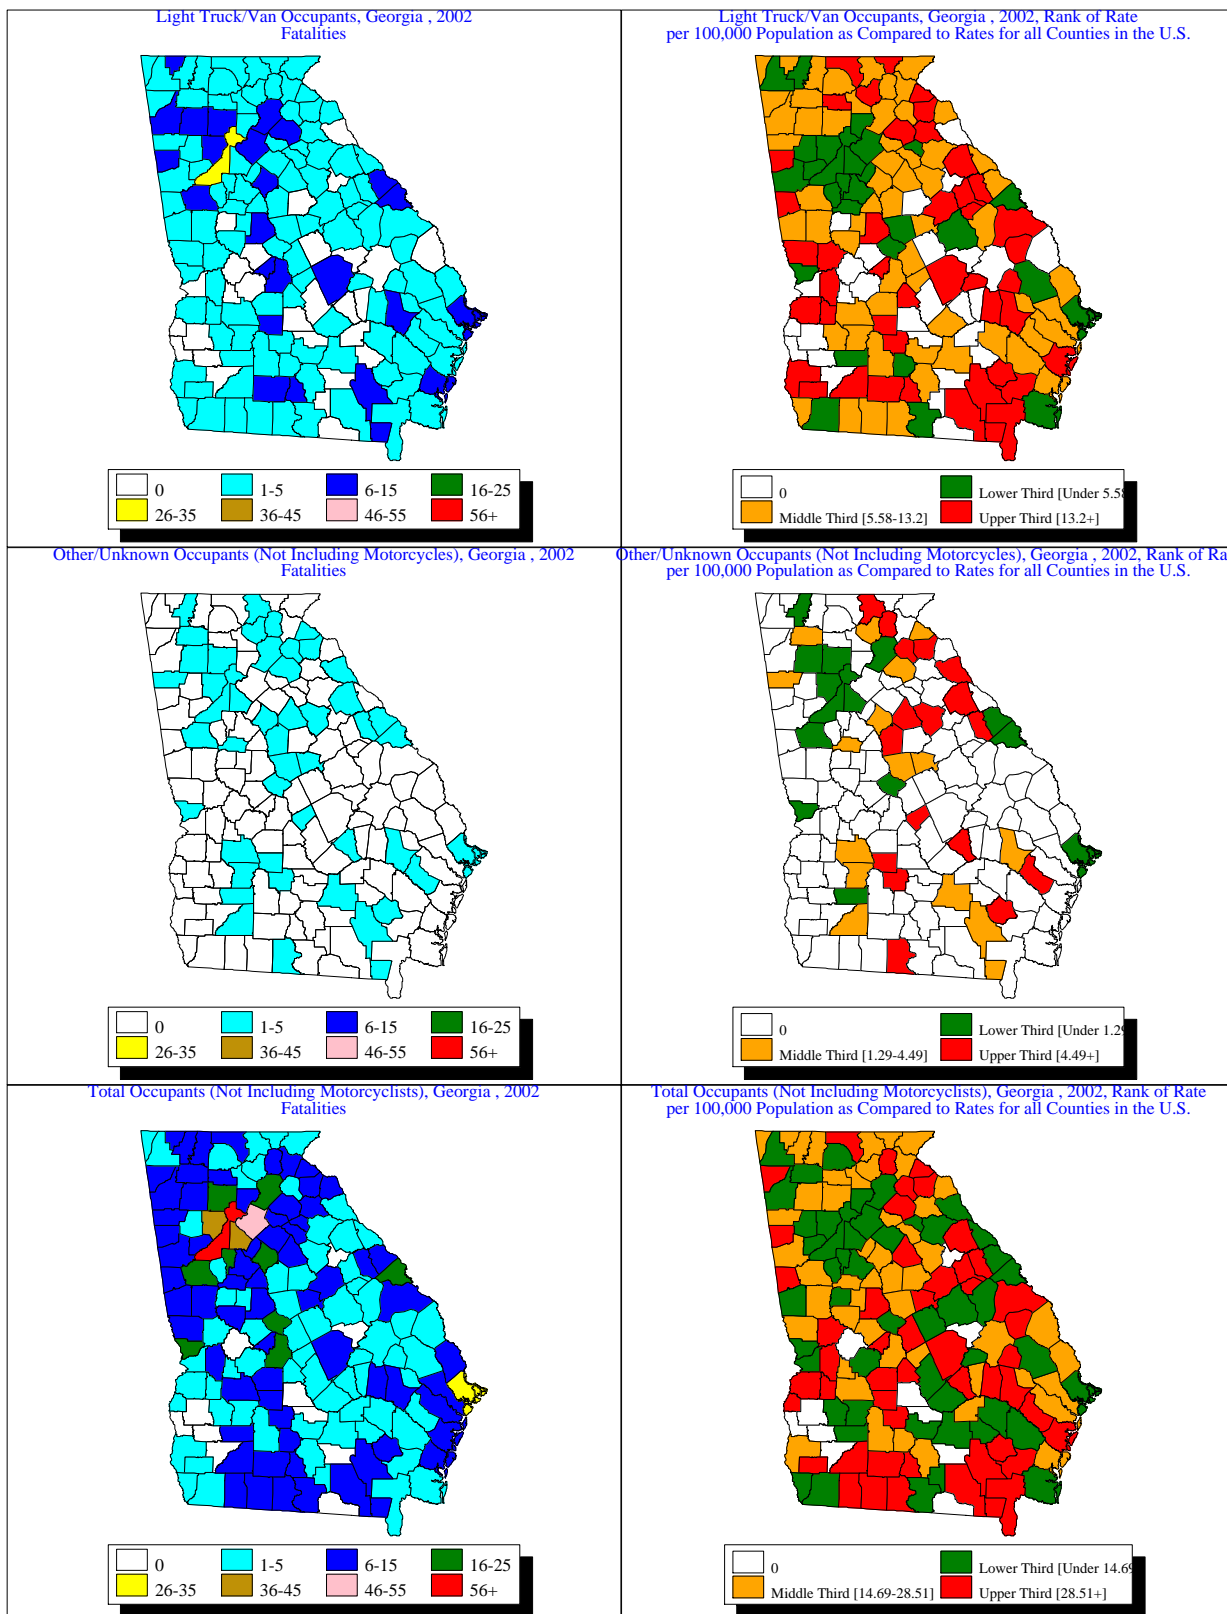 Light Truck/Van Occupants, Georgia , 2002
Fatalities
0
1-5
6-15
16-25
26-35
36-45
46-55
56+
Light Truck/Van Occupants, Georgia , 2002, Rank of Rate
per 100,000 Population as Compared to Rates for all Counties in the U.S.
0
Lower Third [Under 5.58
Middle Third [5.58-13.2]
Upper Third [13.2+]
Other/Unknown Occupants (Not Including Motorcycles), Georgia , 2002
Fatalities
0
1-5
6-15
16-25
26-35
36-45
46-55
56+
Other/Unknown Occupants (Not Including Motorcycles), Georgia , 2002, Rank of Ra
per 100,000 Population as Compared to Rates for all Counties in the U.S.
0
Lower Third [Under 1.29
Middle Third [1.29-4.49]
Upper Third [4.49+]
Total Occupants (Not Including Motorcyclists), Georgia , 2002
Fatalities
0
1-5
6-15
16-25
26-35
36-45
46-55
56+
Total Occupants (Not Including Motorcyclists), Georgia , 2002, Rank of Rate
per 100,000 Population as Compared to Rates for all Counties in the U.S.
0
Lower Third [Under 14.69
Middle Third [14.69-28.51]
Upper Third [28.51+]